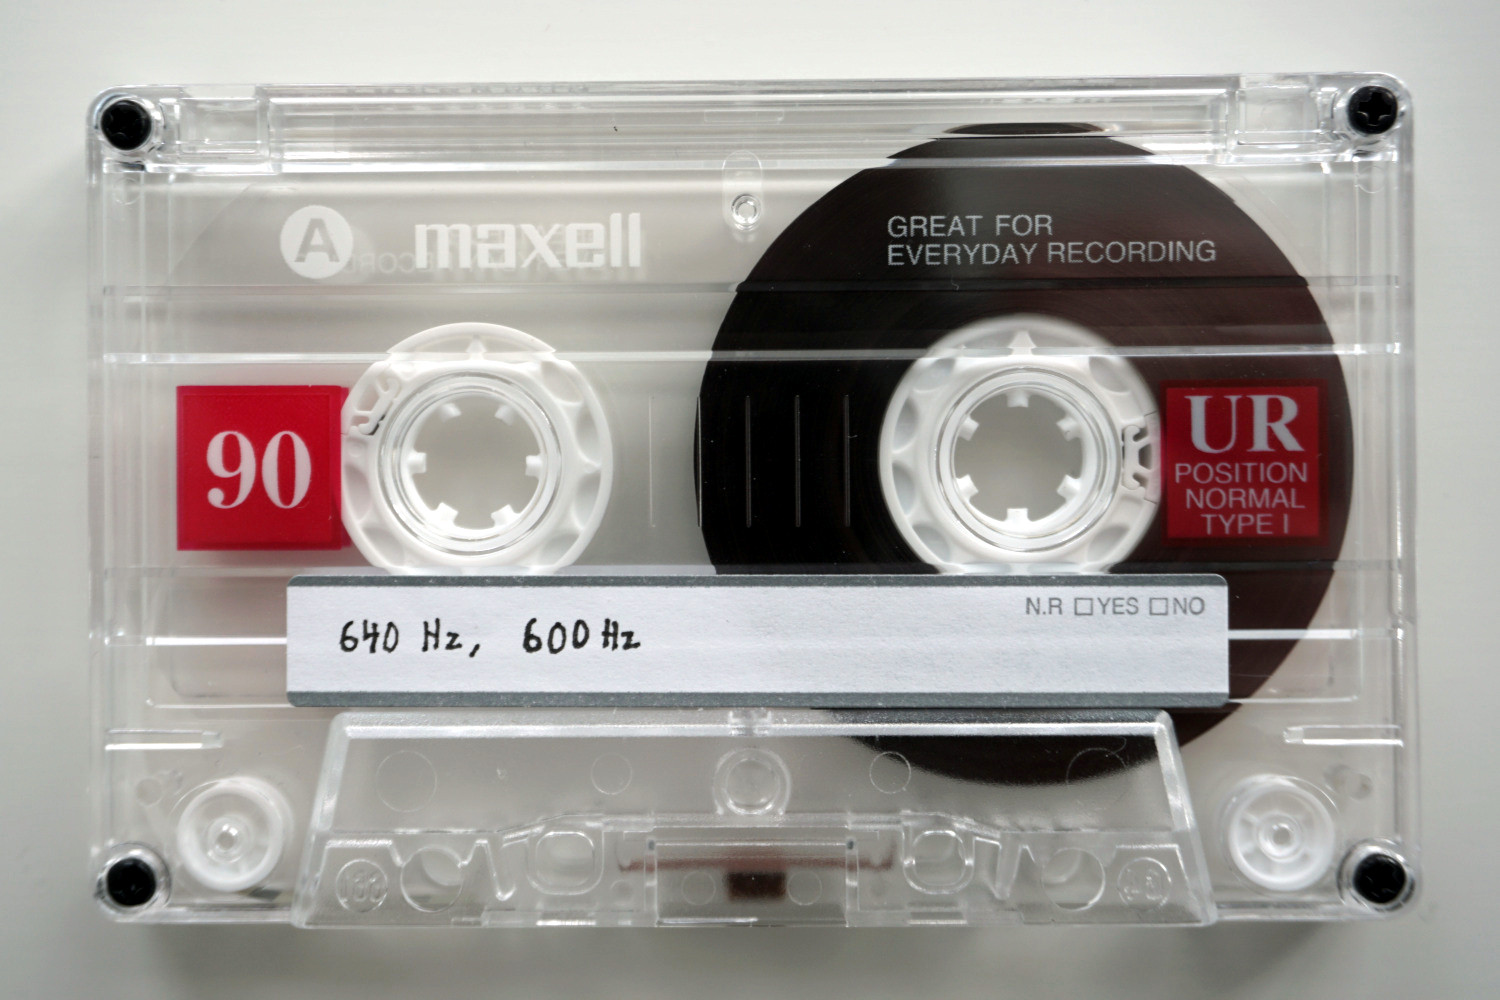 A maxell
GREAT FOR
EVERYDAY RECORDING
90
UR
POSITION
NORMAL
TYPE I
N.R □YES □NO
640 Hz, 600 Hz